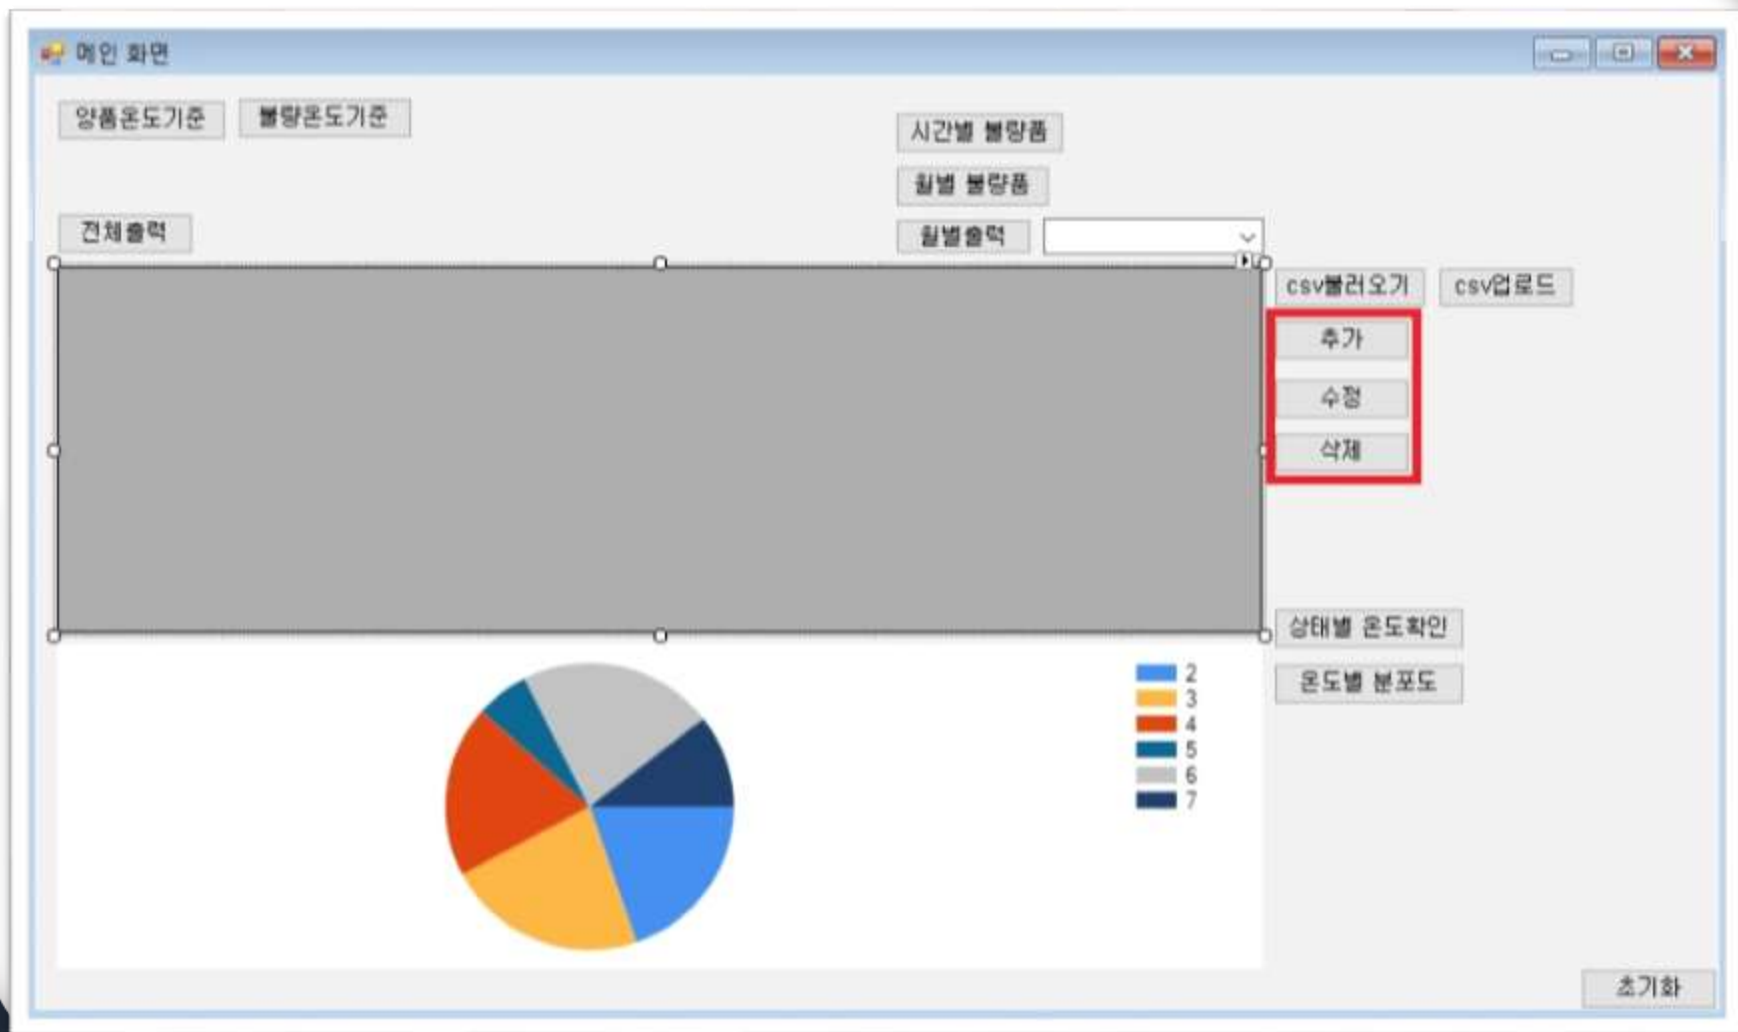 메인 화면
양품온도기준 불량온도기준
시간별 불량품
월별 불량품
전체출력
월별출력
csv불러오기 csv업로드
추가
수정
삭제
상태별 온도확인
온도별 분포도
2
3
4
5
6
7
초기화